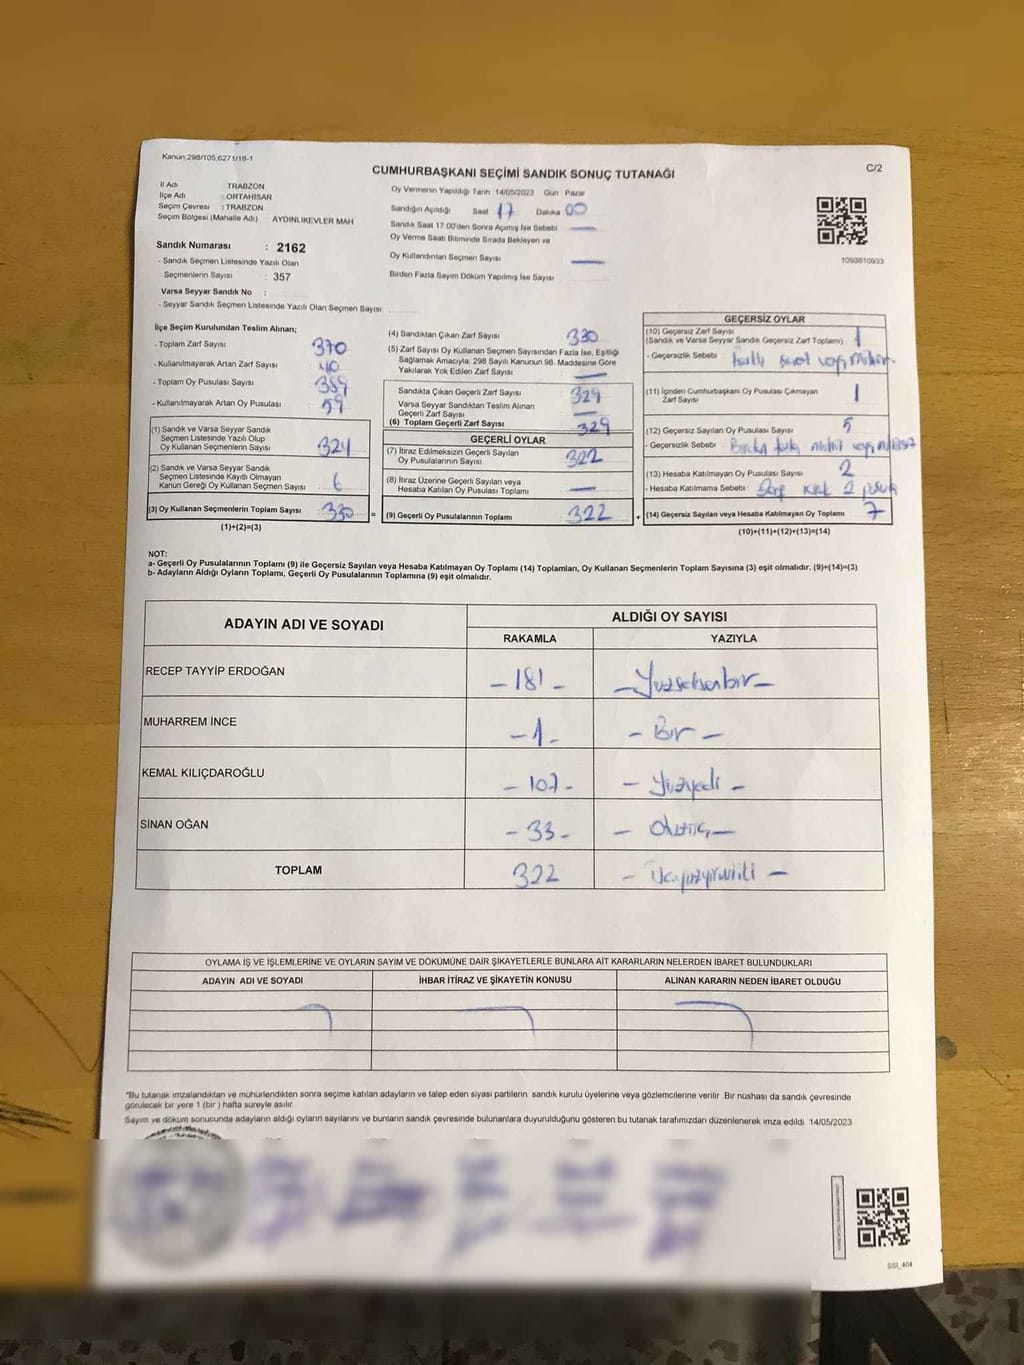 Kanun,298/105,6271/16-1
C/2
CUMHURBAŞKANI SEÇİMİ SANDIK SONUÇ TUTANAĞI
İl Adı : TRABZON
İlçe Adı : ORTAHİSAR
Seçim Çevresi : TRABZON
Seçim Bölgesi (Mahalle Adı) AYDINLIKEVLER MAH
Sandık Numarası : 2162
- Sandık Seçmen Listesinde Yazılı Olan
Seçmenlerin Sayısı : 357
Varsa Seyyar Sandık No :
- Seyyar Sandık Seçmen Listesinde Yazılı Olan Seçmen Sayısı
Oy Vermenin Yapıldığı Tarih 14/05/2023 Gün Pazar
Sandığın Açıldığı Saat 17 Dakika 00
Sandık Saat 17.00'den Sonra Açımış İse Sebebi
Oy Verme Saati Bitiminde Sırada Bekleyen ve
Oy Kullandırılan Seçmen Sayısı
Birden Fazla Sayım Döküm Yapılmış İse Sayısı
1093810933
İlçe Seçim Kurulundan Teslim Alınan;
- Toplam Zarf Sayısı 370
- Kullanılmayarak Artan Zarf Sayısı 40
- Toplam Oy Pusulası Sayısı 389
- Kullanılmayarak Artan Oy Pusulası 59
(1) Sandık ve Varsa Seyyar Sandık
Seçmen Listesinde Yazılı Olup
Oy Kullanan Seçmenlerin Sayısı 324
(2) Sandık ve Varsa Seyyar Sandık
Seçmen Listesinde Kayıtlı Olmayan
Kanun Gereği Oy Kullanan Seçmen Sayısı 6
(3) Oy Kullanan Seçmenlerin Toplam Sayısı 330 =
(1)+(2)=(3)
(4) Sandıktan Çıkan Zarf Sayısı 330
(5) Zarf Sayısı Oy Kullanan Seçmen Sayısından Fazla İse, Eşitliği
Sağlamak Amacıyla; 298 Sayılı Kanunun 98. Maddesine Göre
Yakılarak Yok Edilen Zarf Sayısı
Sandıkta Çıkan Geçerli Zarf Sayısı 329
Varsa Seyyar Sandıktan Teslim Alınan
Geçerli Zarf Sayısı
(6) Toplam Geçerli Zarf Sayısı 329
GEÇERLİ OYLAR
(7) İtiraz Edilmeksizin Geçerli Sayılan
Oy Pusulalarının Sayısı 322
(8) İtiraz Üzerine Geçerli Sayılan veya
Hesaba Katılan Oy Pusulası Toplamı
(9) Geçerli Oy Pusulalarının Toplamı 322 +
GEÇERSİZ OYLAR
(10) Geçersiz Zarf Sayısı
(Sandık ve Varsa Seyyar Sandık Geçersiz Zarf Toplamı) 1
- Geçersizlik Sebebi
(11) İçinden Cumhurbaşkanı Oy Pusulası Çıkmayan
Zarf Sayısı 1
(12) Geçersiz Sayılan Oy Pusulası Sayısı 5
- Geçersizlik Sebebi : Birden fazla mühür
(13) Hesaba Katılmayan Oy Pusulası Sayısı 2
- Hesaba Katılmama Sebebi :
(14) Geçersiz Sayılan veya Hesaba Katılmayan Oy Toplamı 7
(10)+(11)+(12)+(13)=(14)
NOT:
a- Geçerli Oy Pusulalarının Toplamı (9) ile Geçersiz Sayılan veya Hesaba Katılmayan Oy Toplamı (14) Toplamları, Oy Kullanan Seçmenlerin Toplam Sayısına (3) eşit olmalıdır. (9)+(14)=(3)
b- Adayların Aldığı Oyların Toplamı, Geçerli Oy Pusulalarının Toplamına (9) eşit olmalıdır.
ADAYIN ADI VE SOYADI
ALDIĞI OY SAYISI
RAKAMLA YAZIYLA
RECEP TAYYİP ERDOĞAN -181- -Yüzseksenbir-
MUHARREM İNCE -1- -Bir-
KEMAL KILIÇDAROĞLU -107- -Yüzyedi-
SİNAN OĞAN -33- -Otuzüç-
TOPLAM 322 -Üçyüzyirmiiki-
OYLAMA İŞ VE İŞLEMLERİNE VE OYLARIN SAYIM VE DÖKÜMÜNE DAİR ŞİKAYETLERLE BUNLARA AİT KARARLARIN NELERDEN İBARET BULUNDUKLARI
ADAYIN ADI VE SOYADI İHBAR İTİRAZ VE ŞİKAYETİN KONUSU ALINAN KARARIN NEDEN İBARET OLDUĞU
*Bu tutanak imzalandıktan ve mühürlendikten sonra seçime katılan adayların ve talep eden siyasi partilerin sandık kurulu üyelerine veya gözlemcilerine verilir. Bir nüshası da sandık çevresinde
görülecek bir yere 1 (bir) hafta süreyle asılır.
Sayım ve döküm sonucunda adayların aldığı oyların sayılarını ve bunların sandık çevresinde bulunanlara duyurulduğunu gösteren bu tutanak tarafımızdan düzenlenerek imza edildi. 14/05/2023